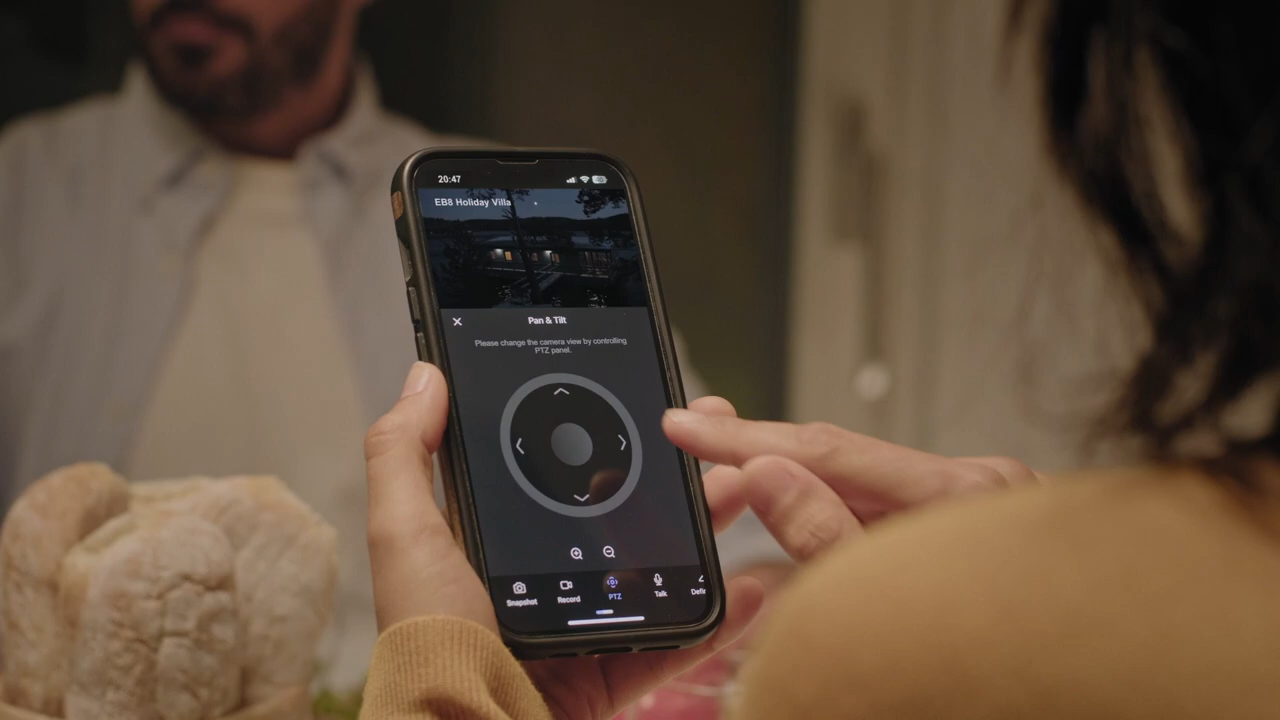 20:47
EB8 Holiday Villa
Pan & Tilt
Please change the camera view by controlling
PTZ panel.
Snapshot Record PTZ Talk Defir